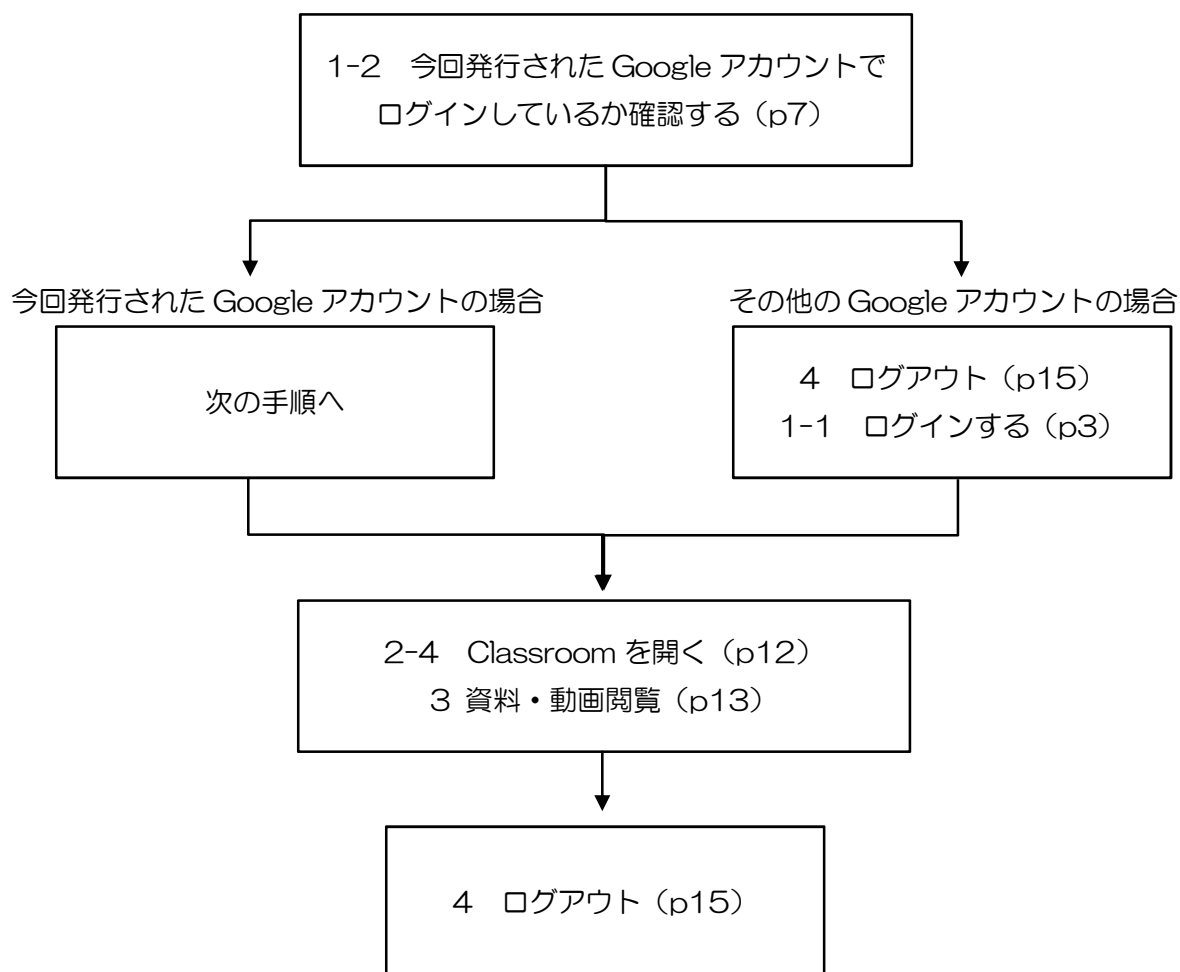 1-2　今回発行された Google アカウントで
ログインしているか確認する（p7）
今回発行された Google アカウントの場合
その他の Google アカウントの場合
次の手順へ
4　ログアウト（p15）
1-1　ログインする（p3）
2-4　Classroom を開く（p12）
3 資料・動画閲覧（p13）
4　ログアウト（p15）